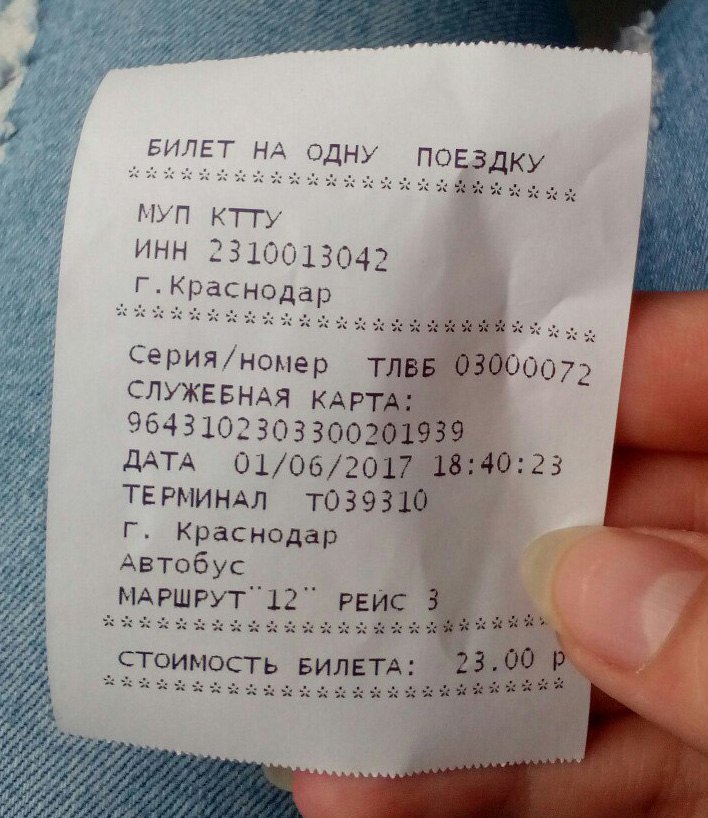 БИЛЕТ НА ОДНУ ПОЕЗДКУ
**************************
МУП КТТУ
ИНН 2310013042
г.Краснодар
****************************
Серия/номер ТЛВБ 03000072
СЛУЖЕБНАЯ КАРТА:
9643102303300201939
ДАТА 01/06/2017 18:40:23
ТЕРМИНАЛ Т039310
г. Краснодар
Автобус
МАРШРУТ¨12¨ РЕЙС 3
****************************
СТОИМОСТЬ БИЛЕТА: 23.00 р
****************************